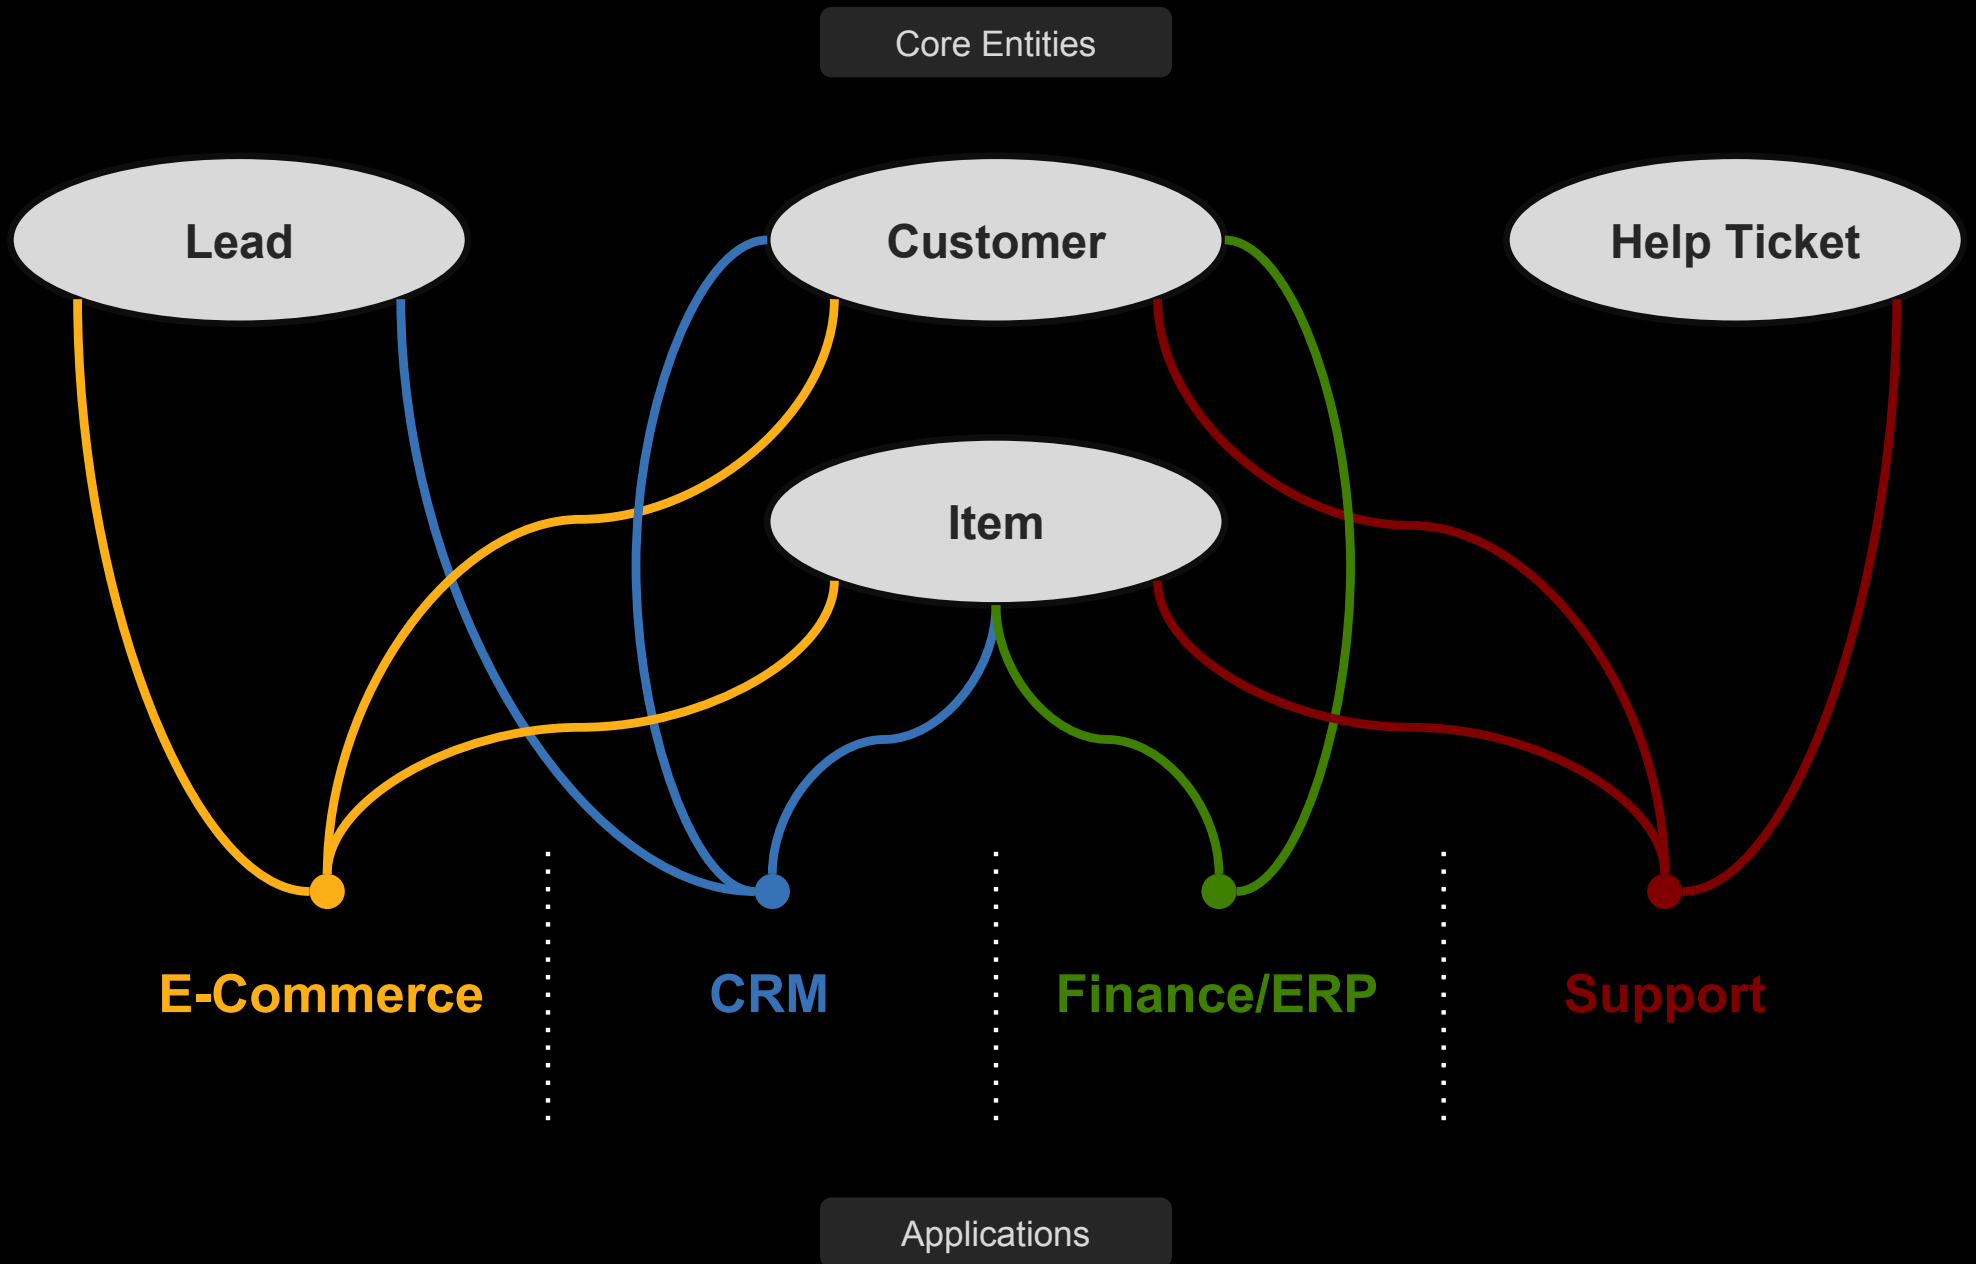 Core Entities
Lead
Customer
Help Ticket
Item
E-Commerce
CRM
Finance/ERP
Support
Applications